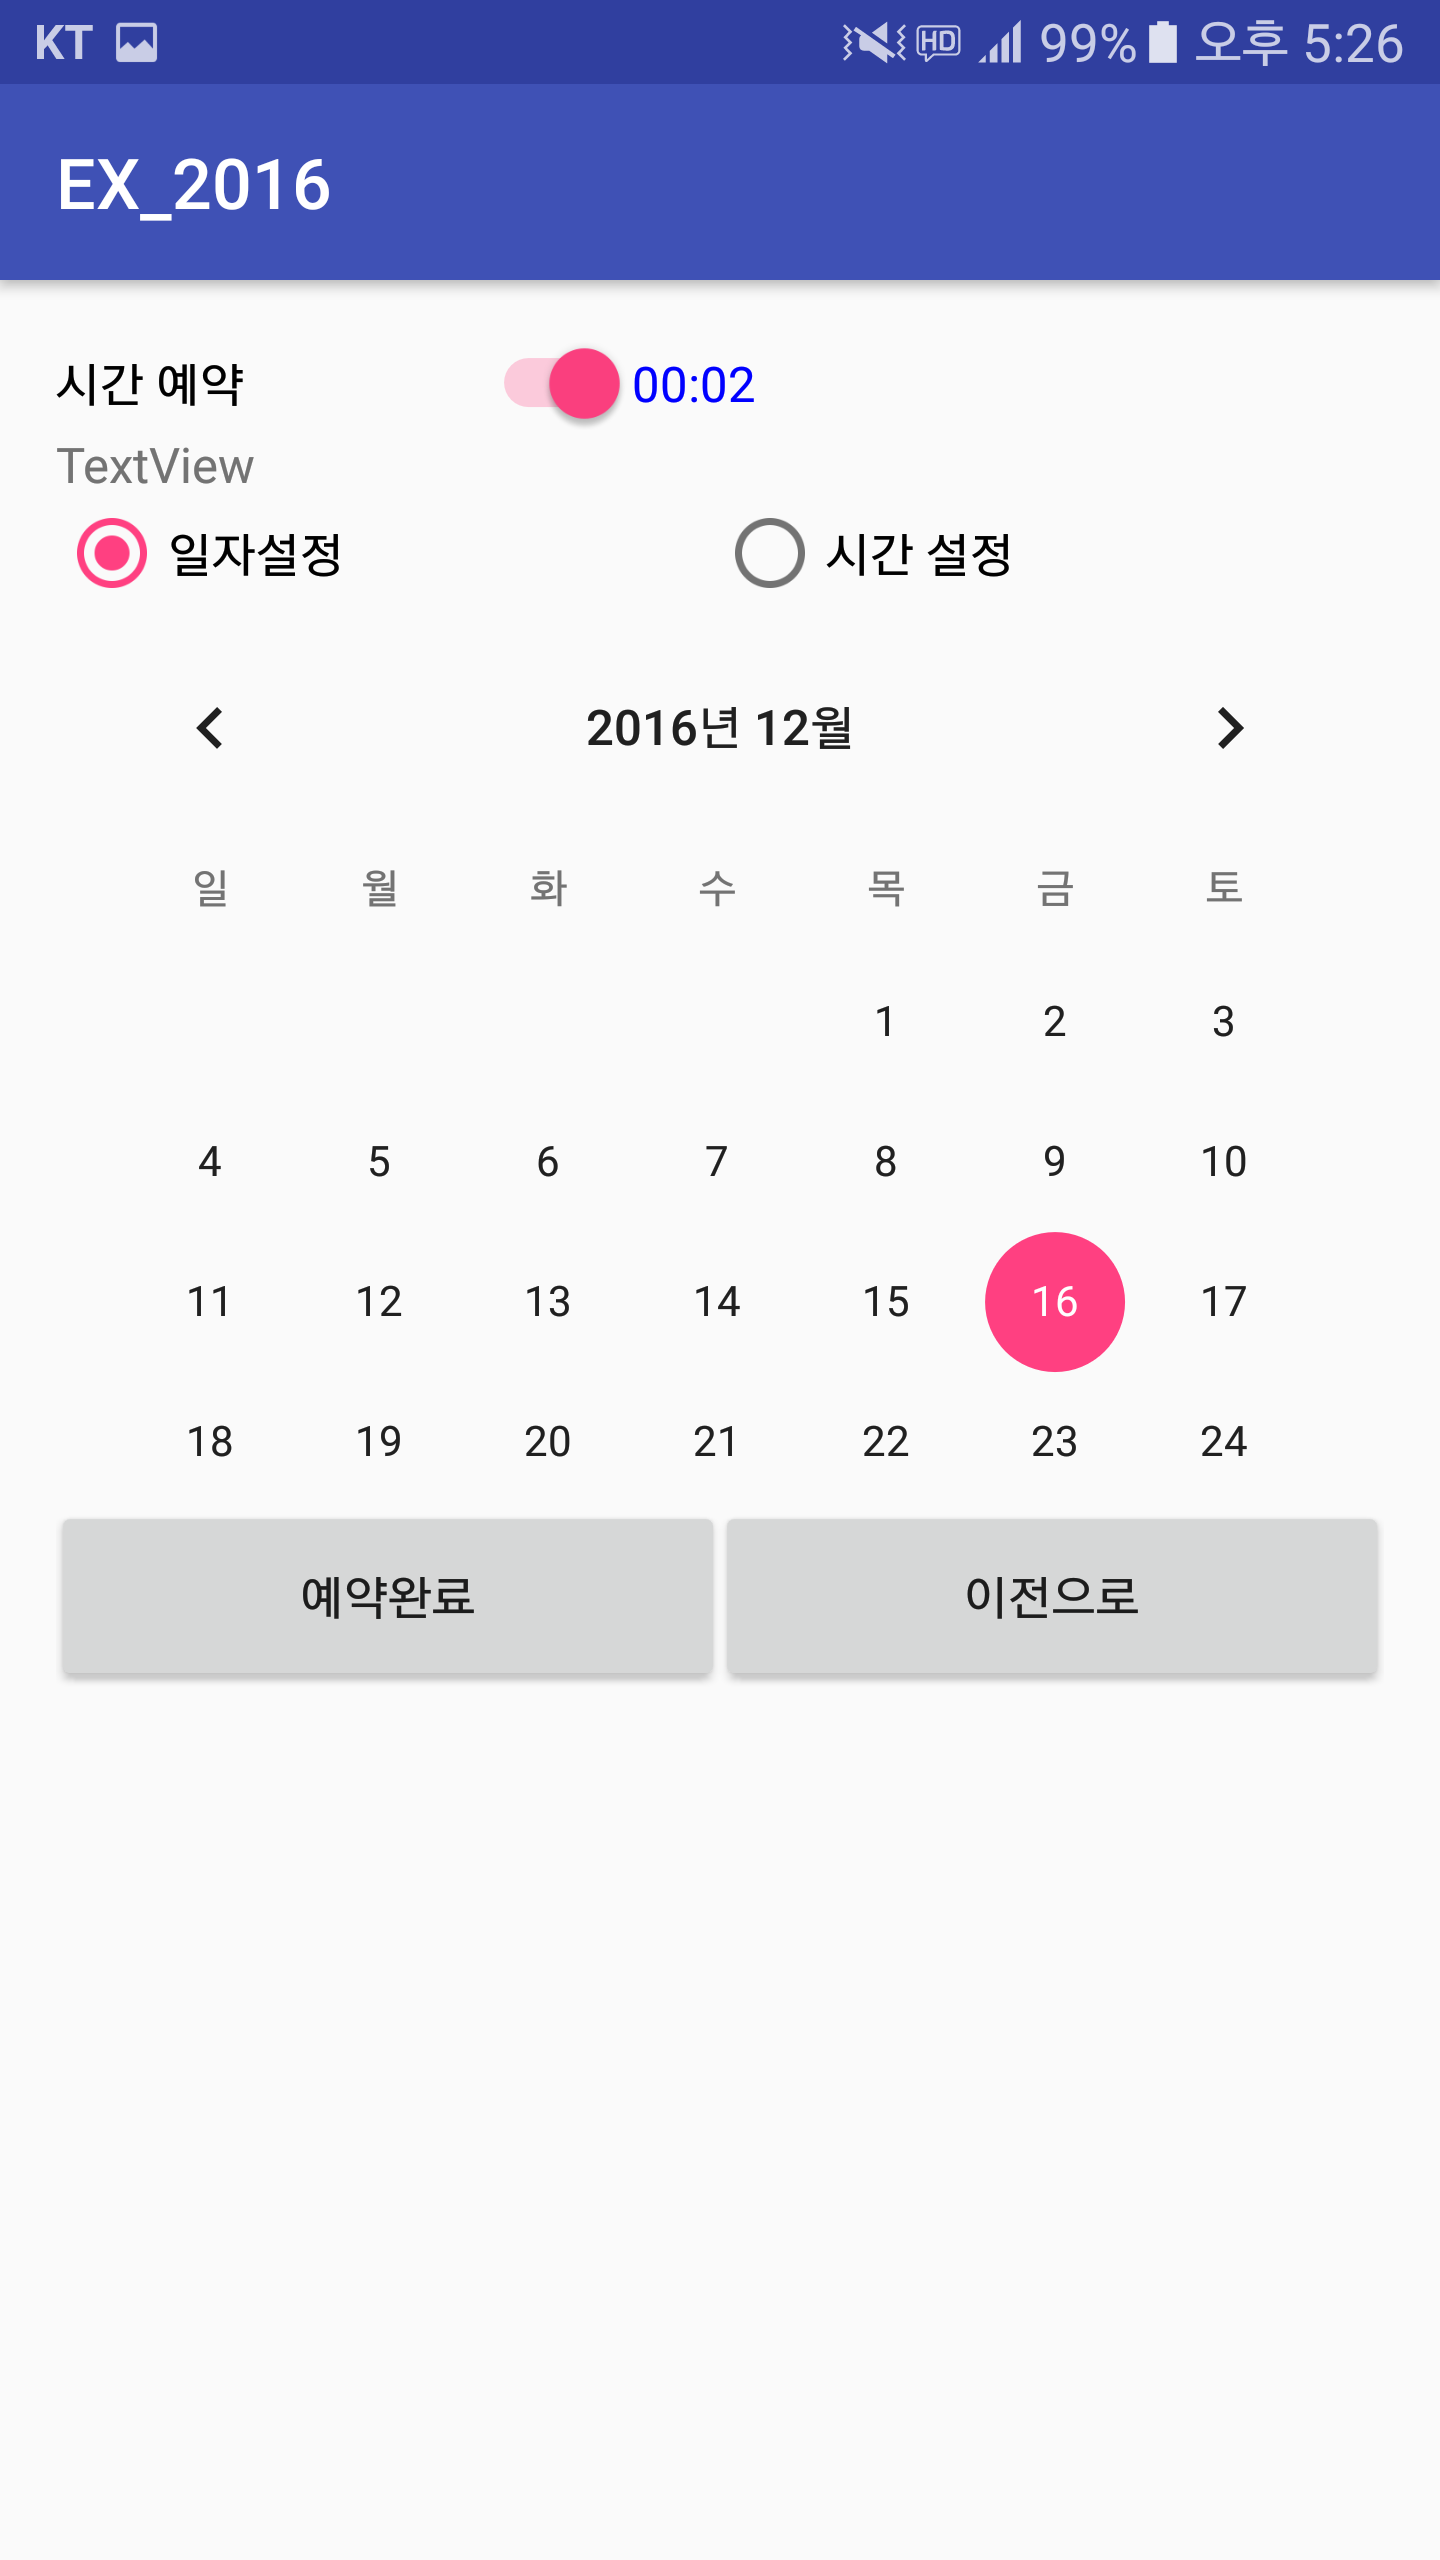 KT HD 99% 오후 5:26
EX_2016
시간 예약 00:02
TextView
일자설정 시간 설정
2016년 12월
일 월 화 수 목 금 토
1 2 3
4 5 6 7 8 9 10
11 12 13 14 15 16 17
18 19 20 21 22 23 24
예약완료 이전으로